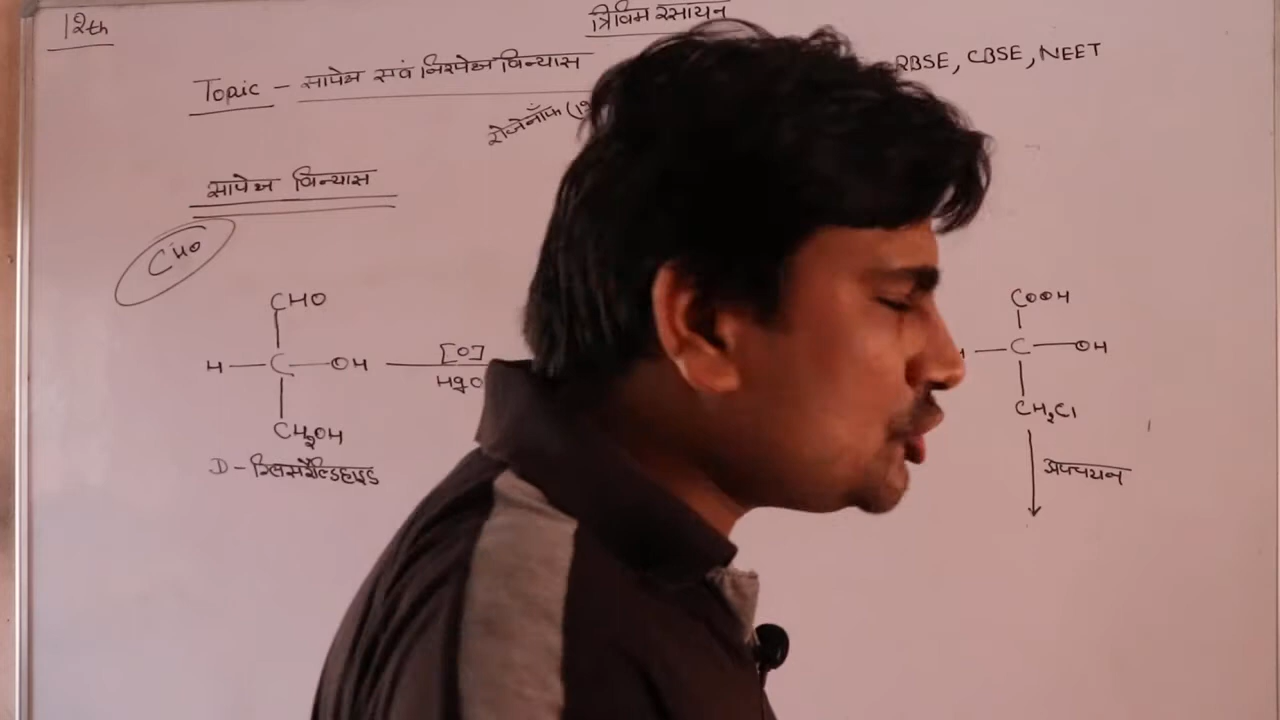 12th
त्रिविम रसायन
Topic - सापेक्ष एवं निरपेक्ष विन्यास
RBSE, CBSE, NEET
रोजेनॉफ (19
सापेक्ष विन्यास
CHO
CHO
H — C — OH
CH₂OH
D - ग्लिसरैल्डिहाइड
[O]
HgO
COOH
H — C — OH
CH₂Cl
अपचयन